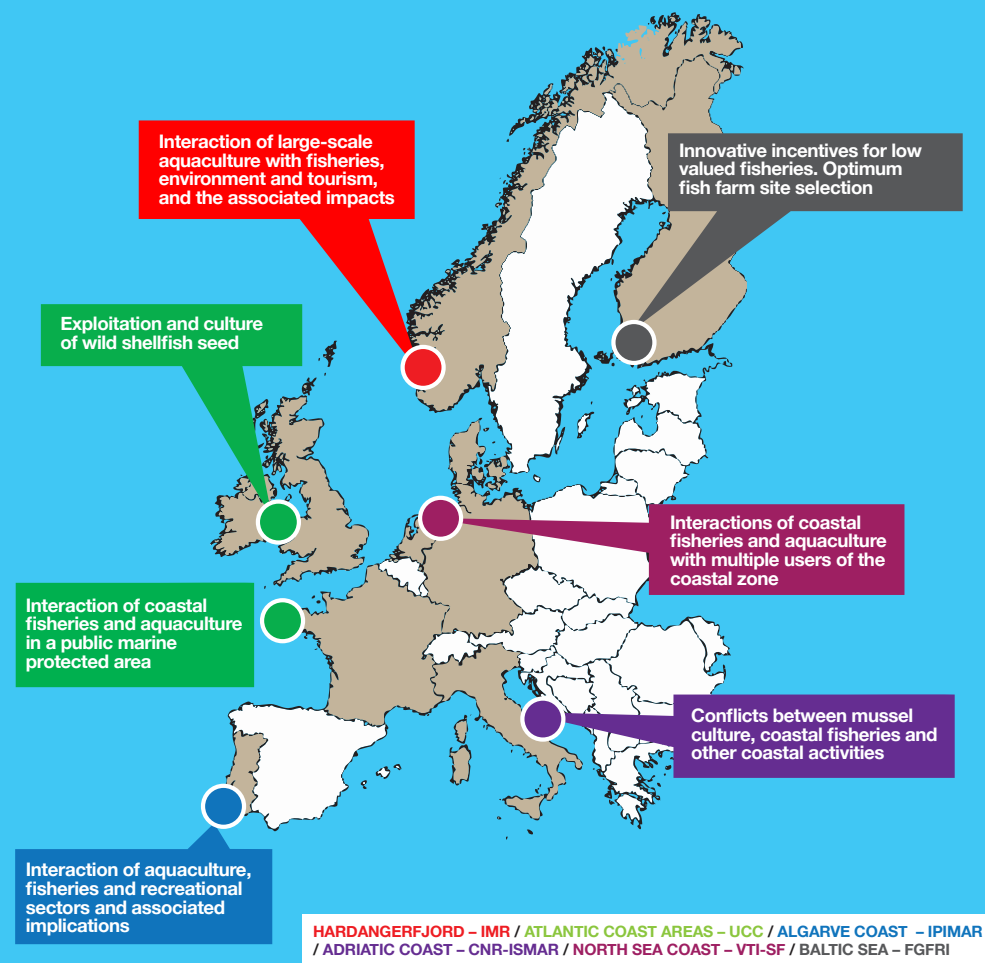 Interaction of large-scale
aquaculture with fisheries,
environment and tourism,
and the associated impacts
Innovative incentives for low
valued fisheries. Optimum
fish farm site selection
Exploitation and culture
of wild shellfish seed
Interactions of coastal
fisheries and aquaculture
with multiple users of the
coastal zone
Interaction of coastal
fisheries and aquaculture
in a public marine
protected area
Conflicts between mussel
culture, coastal fisheries and
other coastal activities
Interaction of aquaculture,
fisheries and recreational
sectors and associated
implications
HARDANGERFJORD – IMR / ATLANTIC COAST AREAS – UCC / ALGARVE COAST – IPIMAR
/ ADRIATIC COAST – CNR-ISMAR / NORTH SEA COAST – VTI-SF / BALTIC SEA – FGFRI